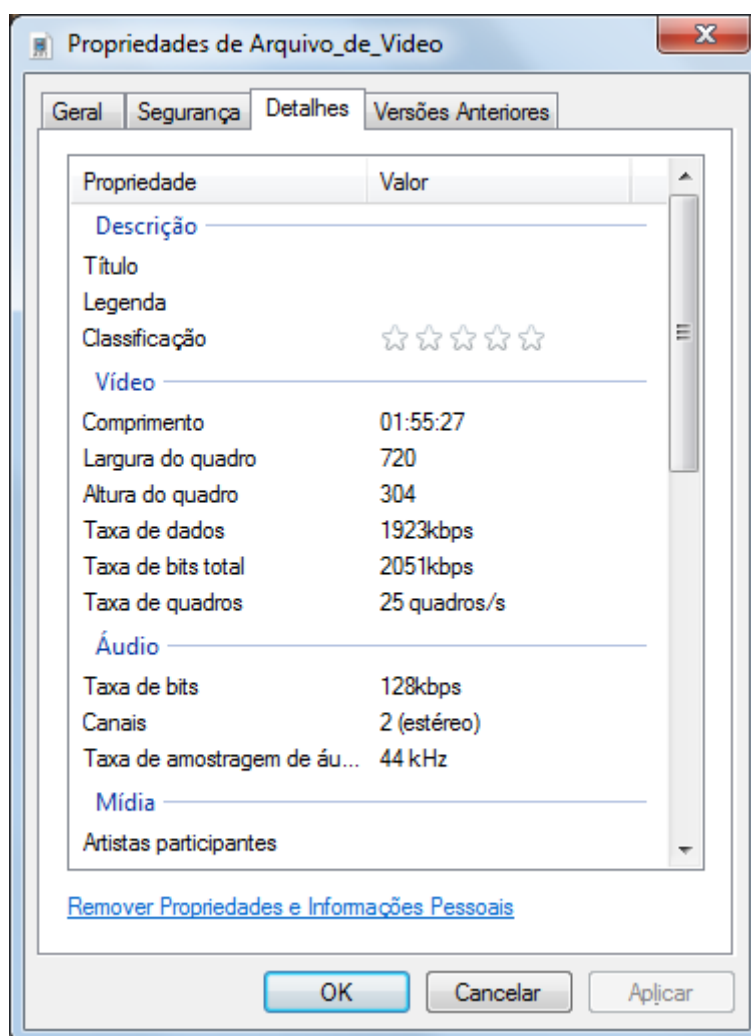 Propriedades de Arquivo_de_Video
Geral Segurança Detalhes Versões Anteriores
Propriedade Valor
Descrição
Título
Legenda
Classificação
Vídeo
Comprimento 01:55:27
Largura do quadro 720
Altura do quadro 304
Taxa de dados 1923kbps
Taxa de bits total 2051kbps
Taxa de quadros 25 quadros/s
Áudio
Taxa de bits 128kbps
Canais 2 (estéreo)
Taxa de amostragem de áu... 44 kHz
Mídia
Artistas participantes
Remover Propriedades e Informações Pessoais
OK Cancelar Aplicar